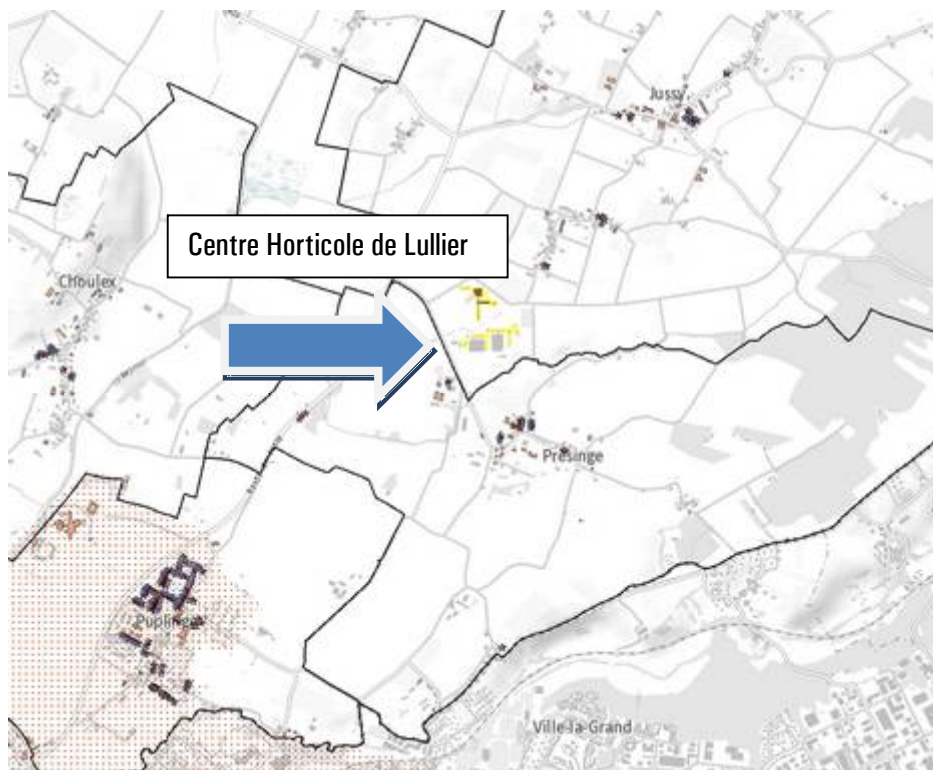 Jussy
Centre Horticole de Lullier
Choulex
Presinge
Puplinge
Ville-la-Grand